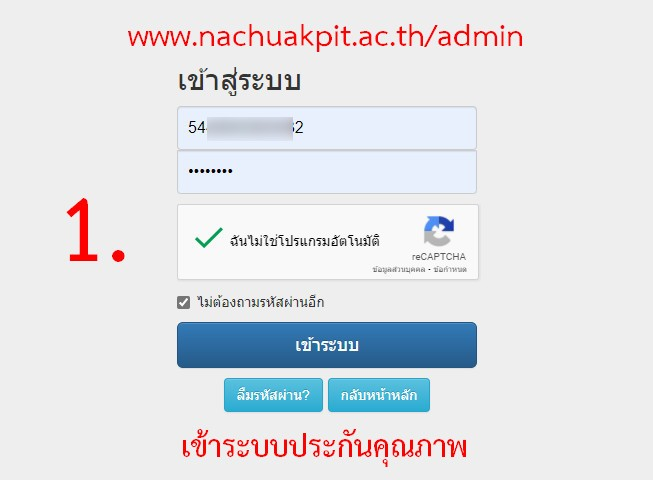 www.nachuakpit.ac.th/admin
เข้าสู่ระบบ
54 32
••••••••
1.
ฉันไม่ใช่โปรแกรมอัตโนมัติ
reCAPTCHA
ข้อมูลส่วนบุคคล - ข้อกำหนด
ไม่ต้องถามรหัสผ่านอีก
เข้าระบบ
ลืมรหัสผ่าน? กลับหน้าหลัก
เข้าระบบประกันคุณภาพ